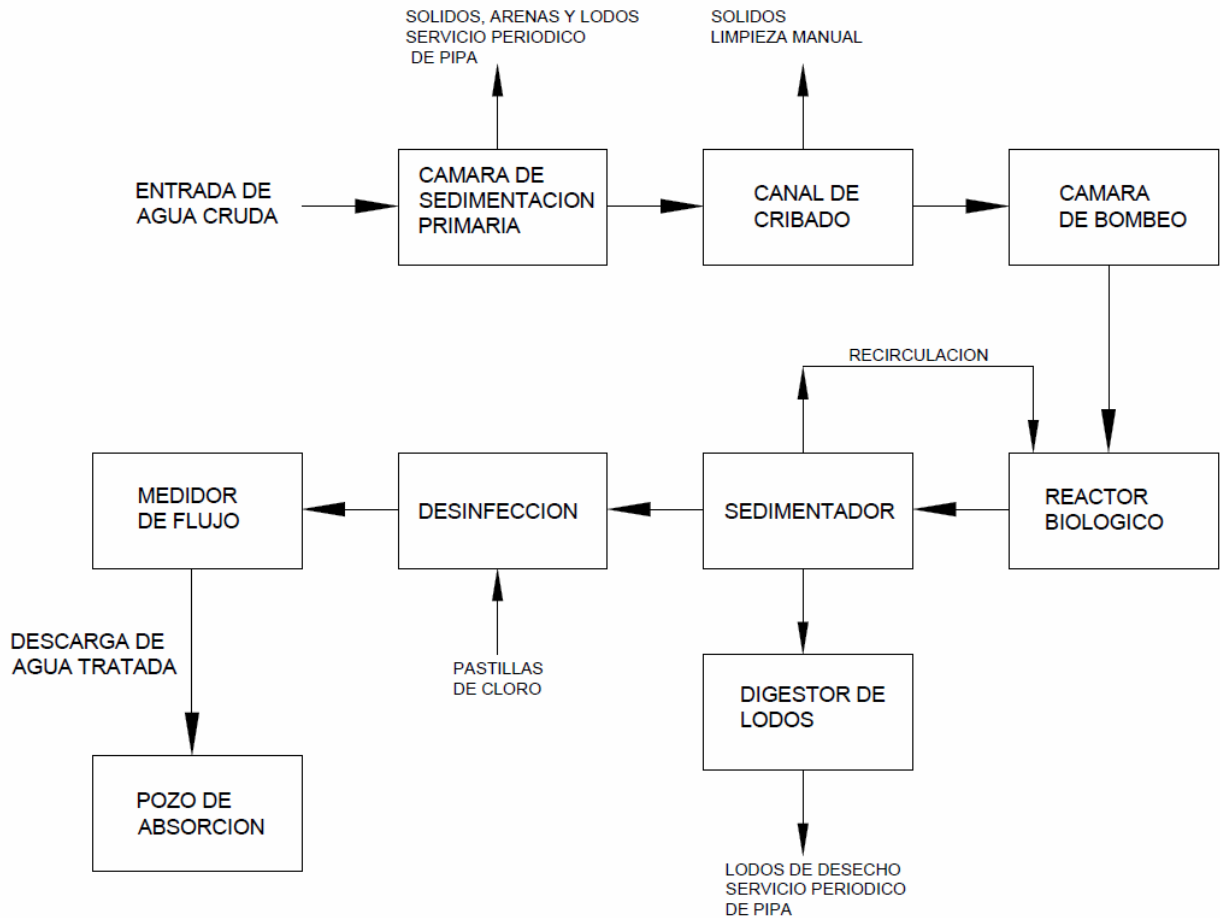 SOLIDOS, ARENAS Y LODOS
SERVICIO PERIODICO
DE PIPA
SOLIDOS
LIMPIEZA MANUAL
ENTRADA DE
AGUA CRUDA
CAMARA DE
SEDIMENTACION
PRIMARIA
CANAL DE
CRIBADO
CAMARA
DE BOMBEO
RECIRCULACION
MEDIDOR
DE FLUJO
DESINFECCION
SEDIMENTADOR
REACTOR
BIOLOGICO
DESCARGA DE
AGUA TRATADA
PASTILLAS
DE CLORO
DIGESTOR DE
LODOS
POZO DE
ABSORCION
LODOS DE DESECHO
SERVICIO PERIODICO
DE PIPA